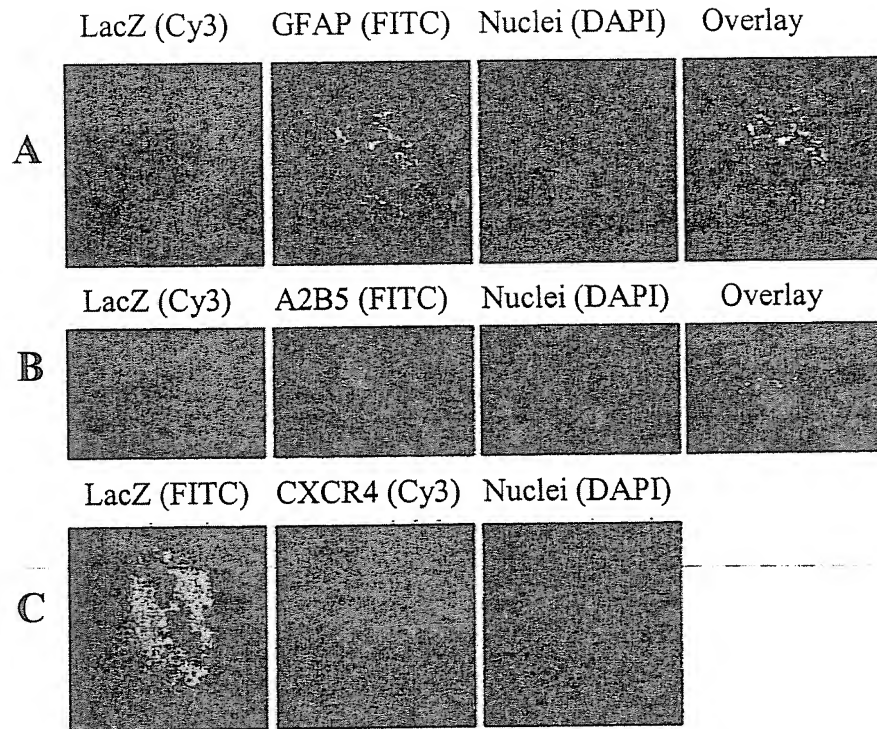 LacZ (Cy3) GFAP (FITC) Nuclei (DAPI) Overlay
A
LacZ (Cy3) A2B5 (FITC) Nuclei (DAPI) Overlay
B
LacZ (FITC) CXCR4 (Cy3) Nuclei (DAPI)
C